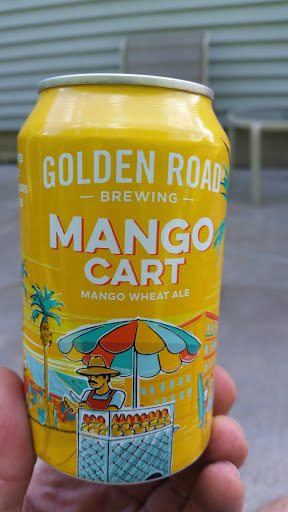 GOLDEN ROAD
BREWING
MANGO
CART
MANGO WHEAT ALE